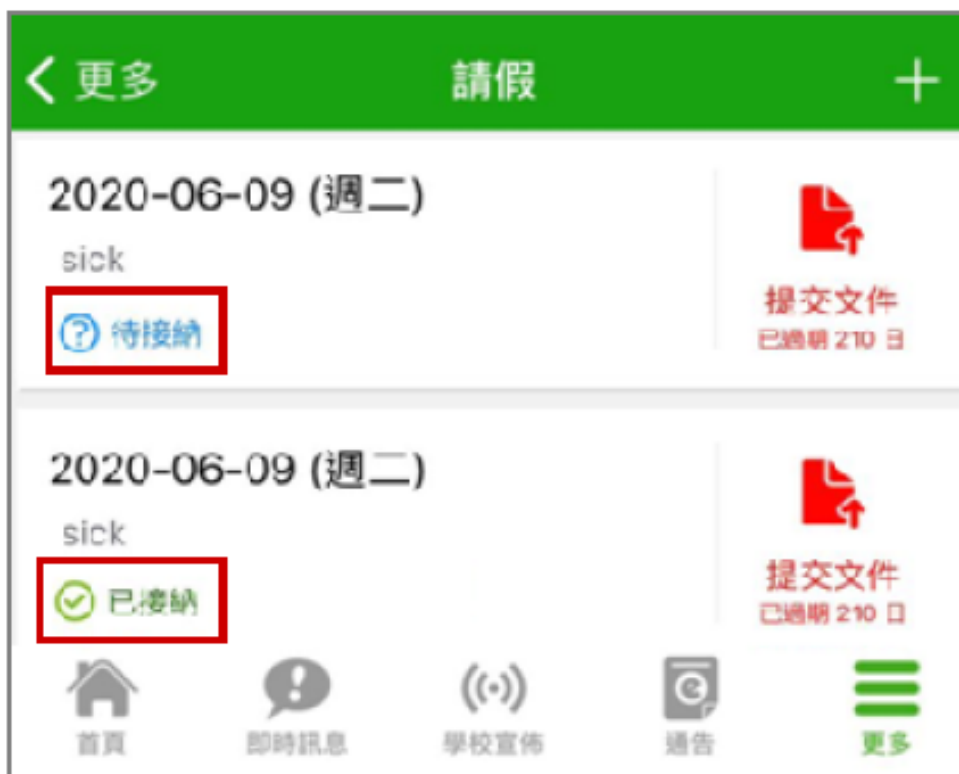 更多
請假
2020-06-09 (週二)
sick
待接納
提交文件
已過期 210 日
2020-06-09 (週二)
sick
已接納
提交文件
已過期 210 日
首頁
即時訊息
學校宣佈
通告
更多